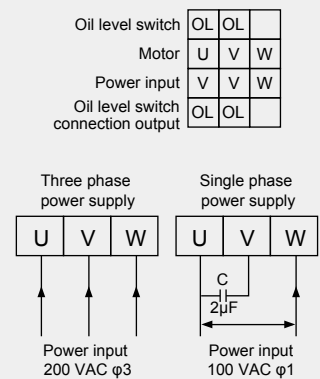 Oil level switch OL OL
Motor U V W
Power input V V W
Oil level switch
connection output OL OL
Three phase
power supply
Single phase
power supply
U V W
U V W
C
2µF
Power input
200 VAC φ3
Power input
100 VAC φ1